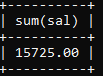 +----------+
| sum(sal) |
+----------+
| 15725.00 |
+----------+